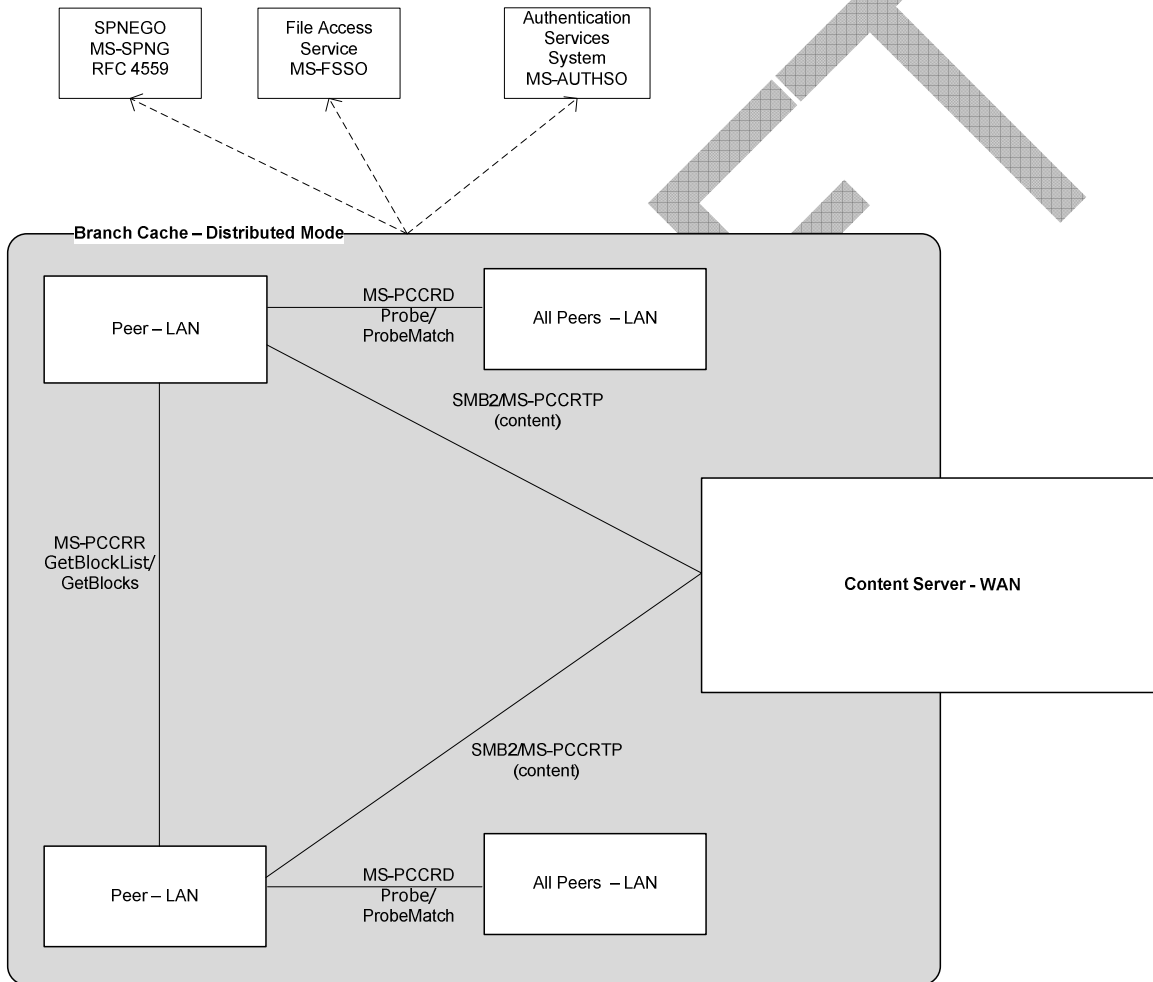 SPNEGO
MS-SPNG
RFC 4559
File Access
Service
MS-FSSO
Authentication
Services
System
MS-AUTHSO
Branch Cache – Distributed Mode
Peer – LAN
MS-PCCRD
Probe/
ProbeMatch
All Peers – LAN
SMB2/MS-PCCRTP
(content)
MS-PCCRR
GetBlockList/
GetBlocks
Content Server - WAN
SMB2/MS-PCCRTP
(content)
Peer – LAN
MS-PCCRD
Probe/
ProbeMatch
All Peers – LAN